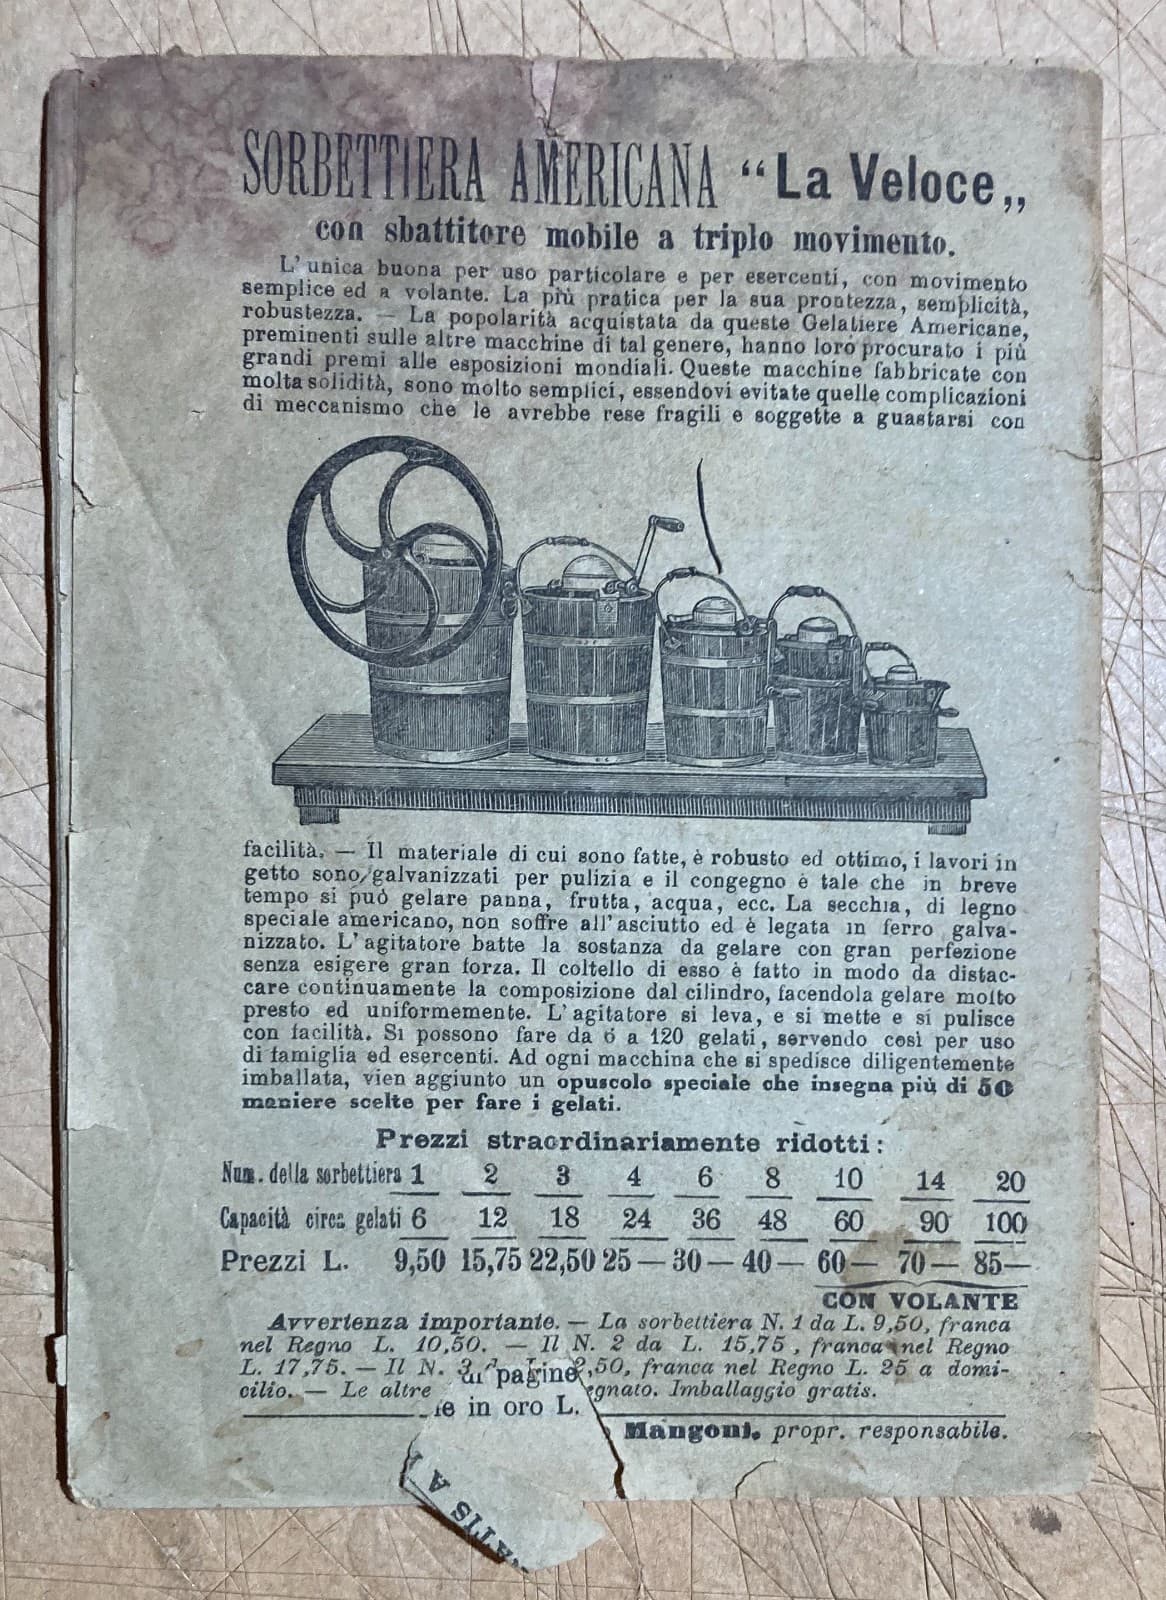 SORBETTIERA AMERICANA “La Veloce„
con sbattitore mobile a triplo movimento.
L'unica buona per uso particolare e per esercenti, con movimento
semplice ed a volante. La più pratica per la sua prontezza, semplicità,
robustezza. — La popolarità acquistata da queste Gelatiere Americane,
preminenti sulle altre macchine di tal genere, hanno loro procurato i più
grandi premi alle esposizioni mondiali. Queste macchine fabbricate con
molta solidità, sono molto semplici, essendovi evitate quelle complicazioni
di meccanismo che le avrebbe rese fragili e soggette a guastarsi con
facilità. — Il materiale di cui sono fatte, è robusto ed ottimo, i lavori in
getto sono galvanizzati per pulizia e il congegno è tale che in breve
tempo si può gelare panna, frutta, acqua, ecc. La secchia, di legno
speciale americano, non soffre all'asciutto ed è legata in ferro galva-
nizzato. L'agitatore batte la sostanza da gelare con gran perfezione
senza esigere gran forza. Il coltello di esso è fatto in modo da distac-
care continuamente la composizione dal cilindro, facendola gelare molto
presto ed uniformemente. L'agitatore si leva, e si mette e si pulisce
con facilità. Si possono fare da 6 a 120 gelati, servendo così per uso
di famiglia ed esercenti. Ad ogni macchina che si spedisce diligentemente
imballata, vien aggiunto un opuscolo speciale che insegna più di 50
maniere scelte per fare i gelati.
Prezzi straordinariamente ridotti:
Num. della sorbettiera 1 2 3 4 6 8 10 14 20
Capacità circa gelati 6 12 18 24 36 48 60 90 100
Prezzi L. 9,50 15,75 22,50 25 — 30 — 40 — 60 — 70 — 85 —
CON VOLANTE
Avvertenza importante. — La sorbettiera N. 1 da L. 9,50, franca
nel Regno L. 10,50. — Il N. 2 da L. 15,75, franca nel Regno
L. 17,75. — Il N. 3 di pagine 2,50, franca nel Regno L. 25 a domi-
cilio. — Le altre egnato. Imballaggio gratis.
e in oro L.
Mangoni, propr. responsabile.
ATIS A